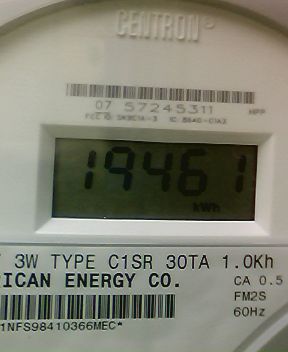 CENTRON
07 57245311
19461
kWh
3W TYPE C1SR 30TA 1.0Kh
RICAN ENERGY CO.
CA 0.5
FM2S
60Hz
1NFS98410366MEC*